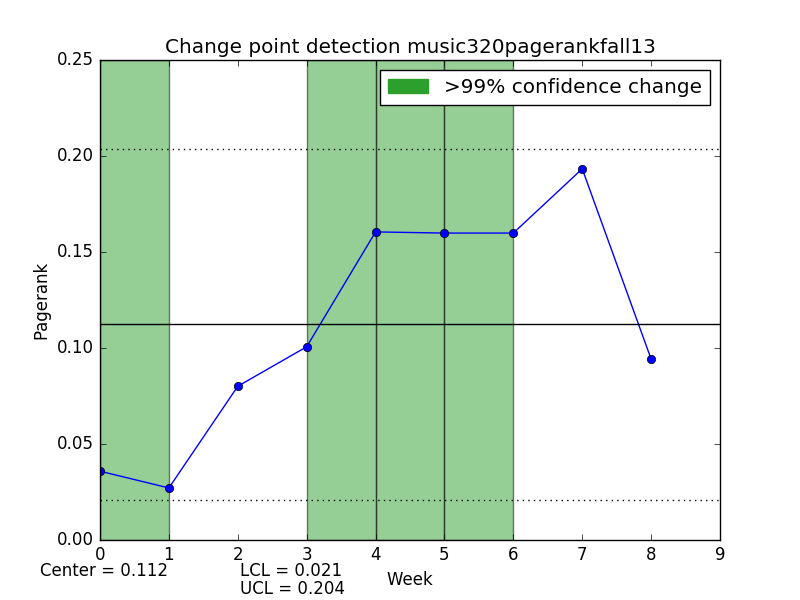 Change point detection music320pagerankfall13
>99% confidence change
0.25
0.20
0.15
0.10
0.05
0.00
Pagerank
0 1 2 3 4 5 6 7 8 9
Center = 0.112
LCL = 0.021
Week
UCL = 0.204